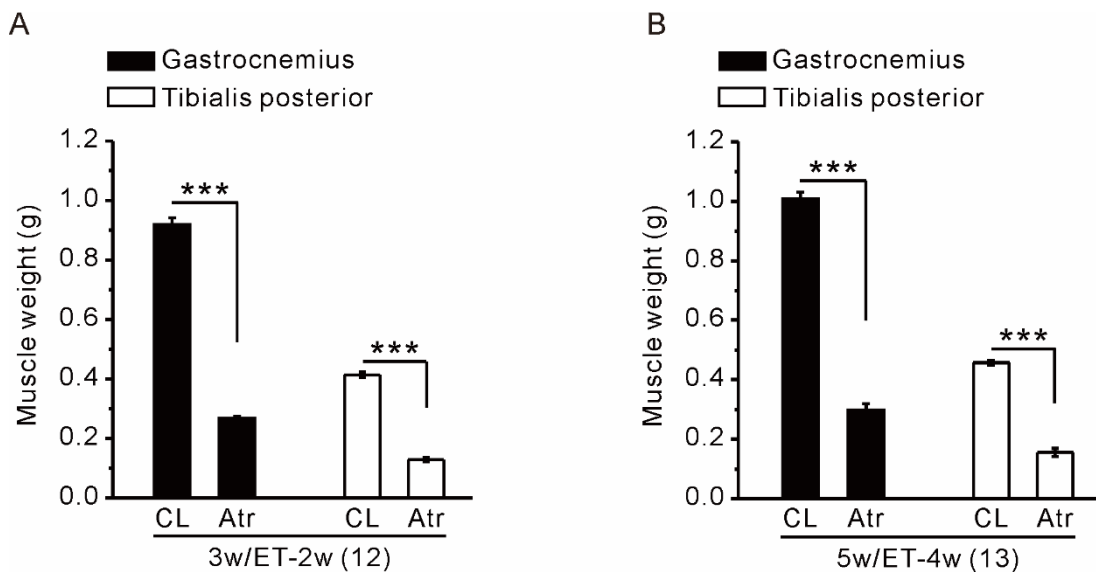 A
Gastrocnemius
Tibialis posterior
Muscle weight (g)
1.2
1.0
0.8
0.6
0.4
0.2
0.0
***
***
CL Atr CL Atr
3w/ET-2w (12)
B
Gastrocnemius
Tibialis posterior
Muscle weight (g)
1.2
1.0
0.8
0.6
0.4
0.2
0.0
***
***
CL Atr CL Atr
5w/ET-4w (13)